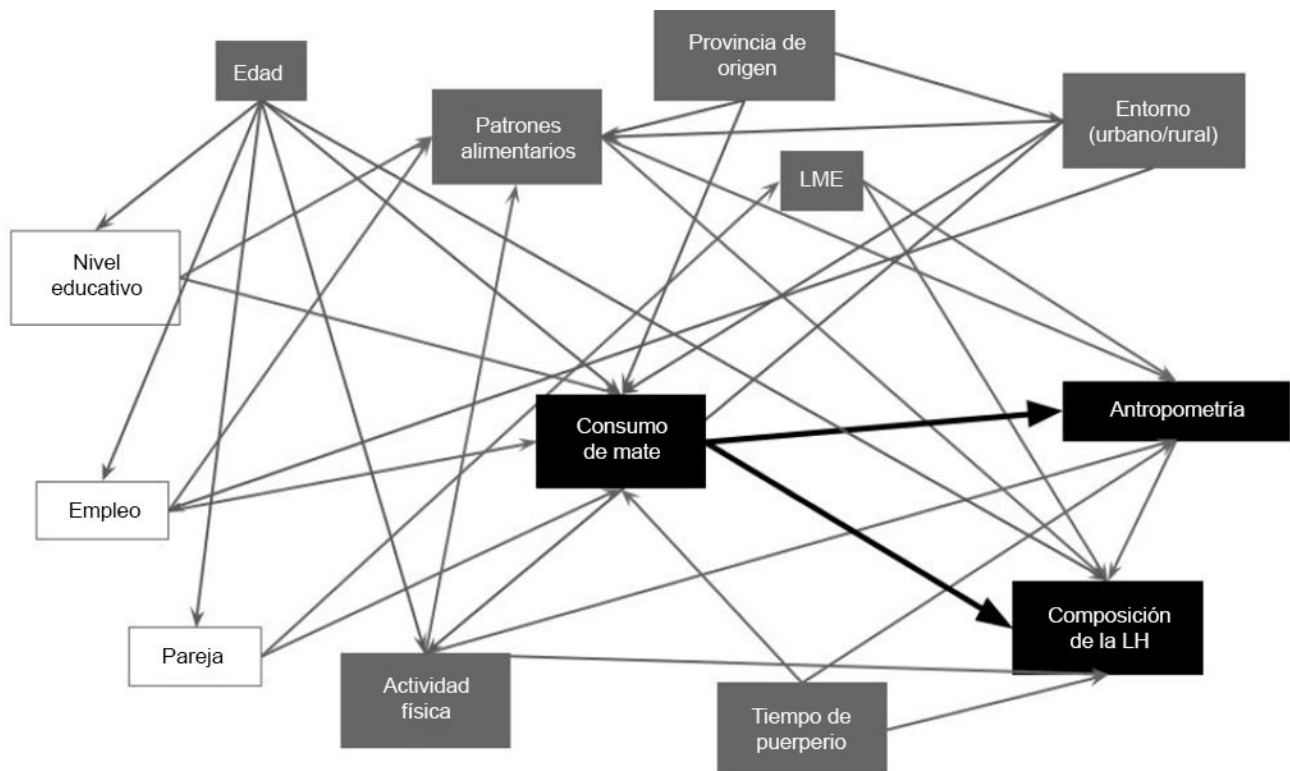 Edad
Provincia de
origen
Patrones
alimentarios
Entorno
(urbano/rural)
LME
Nivel
educativo
Consumo
de mate
Antropometría
Empleo
Composición
de la LH
Pareja
Actividad
física
Tiempo de
puerperio